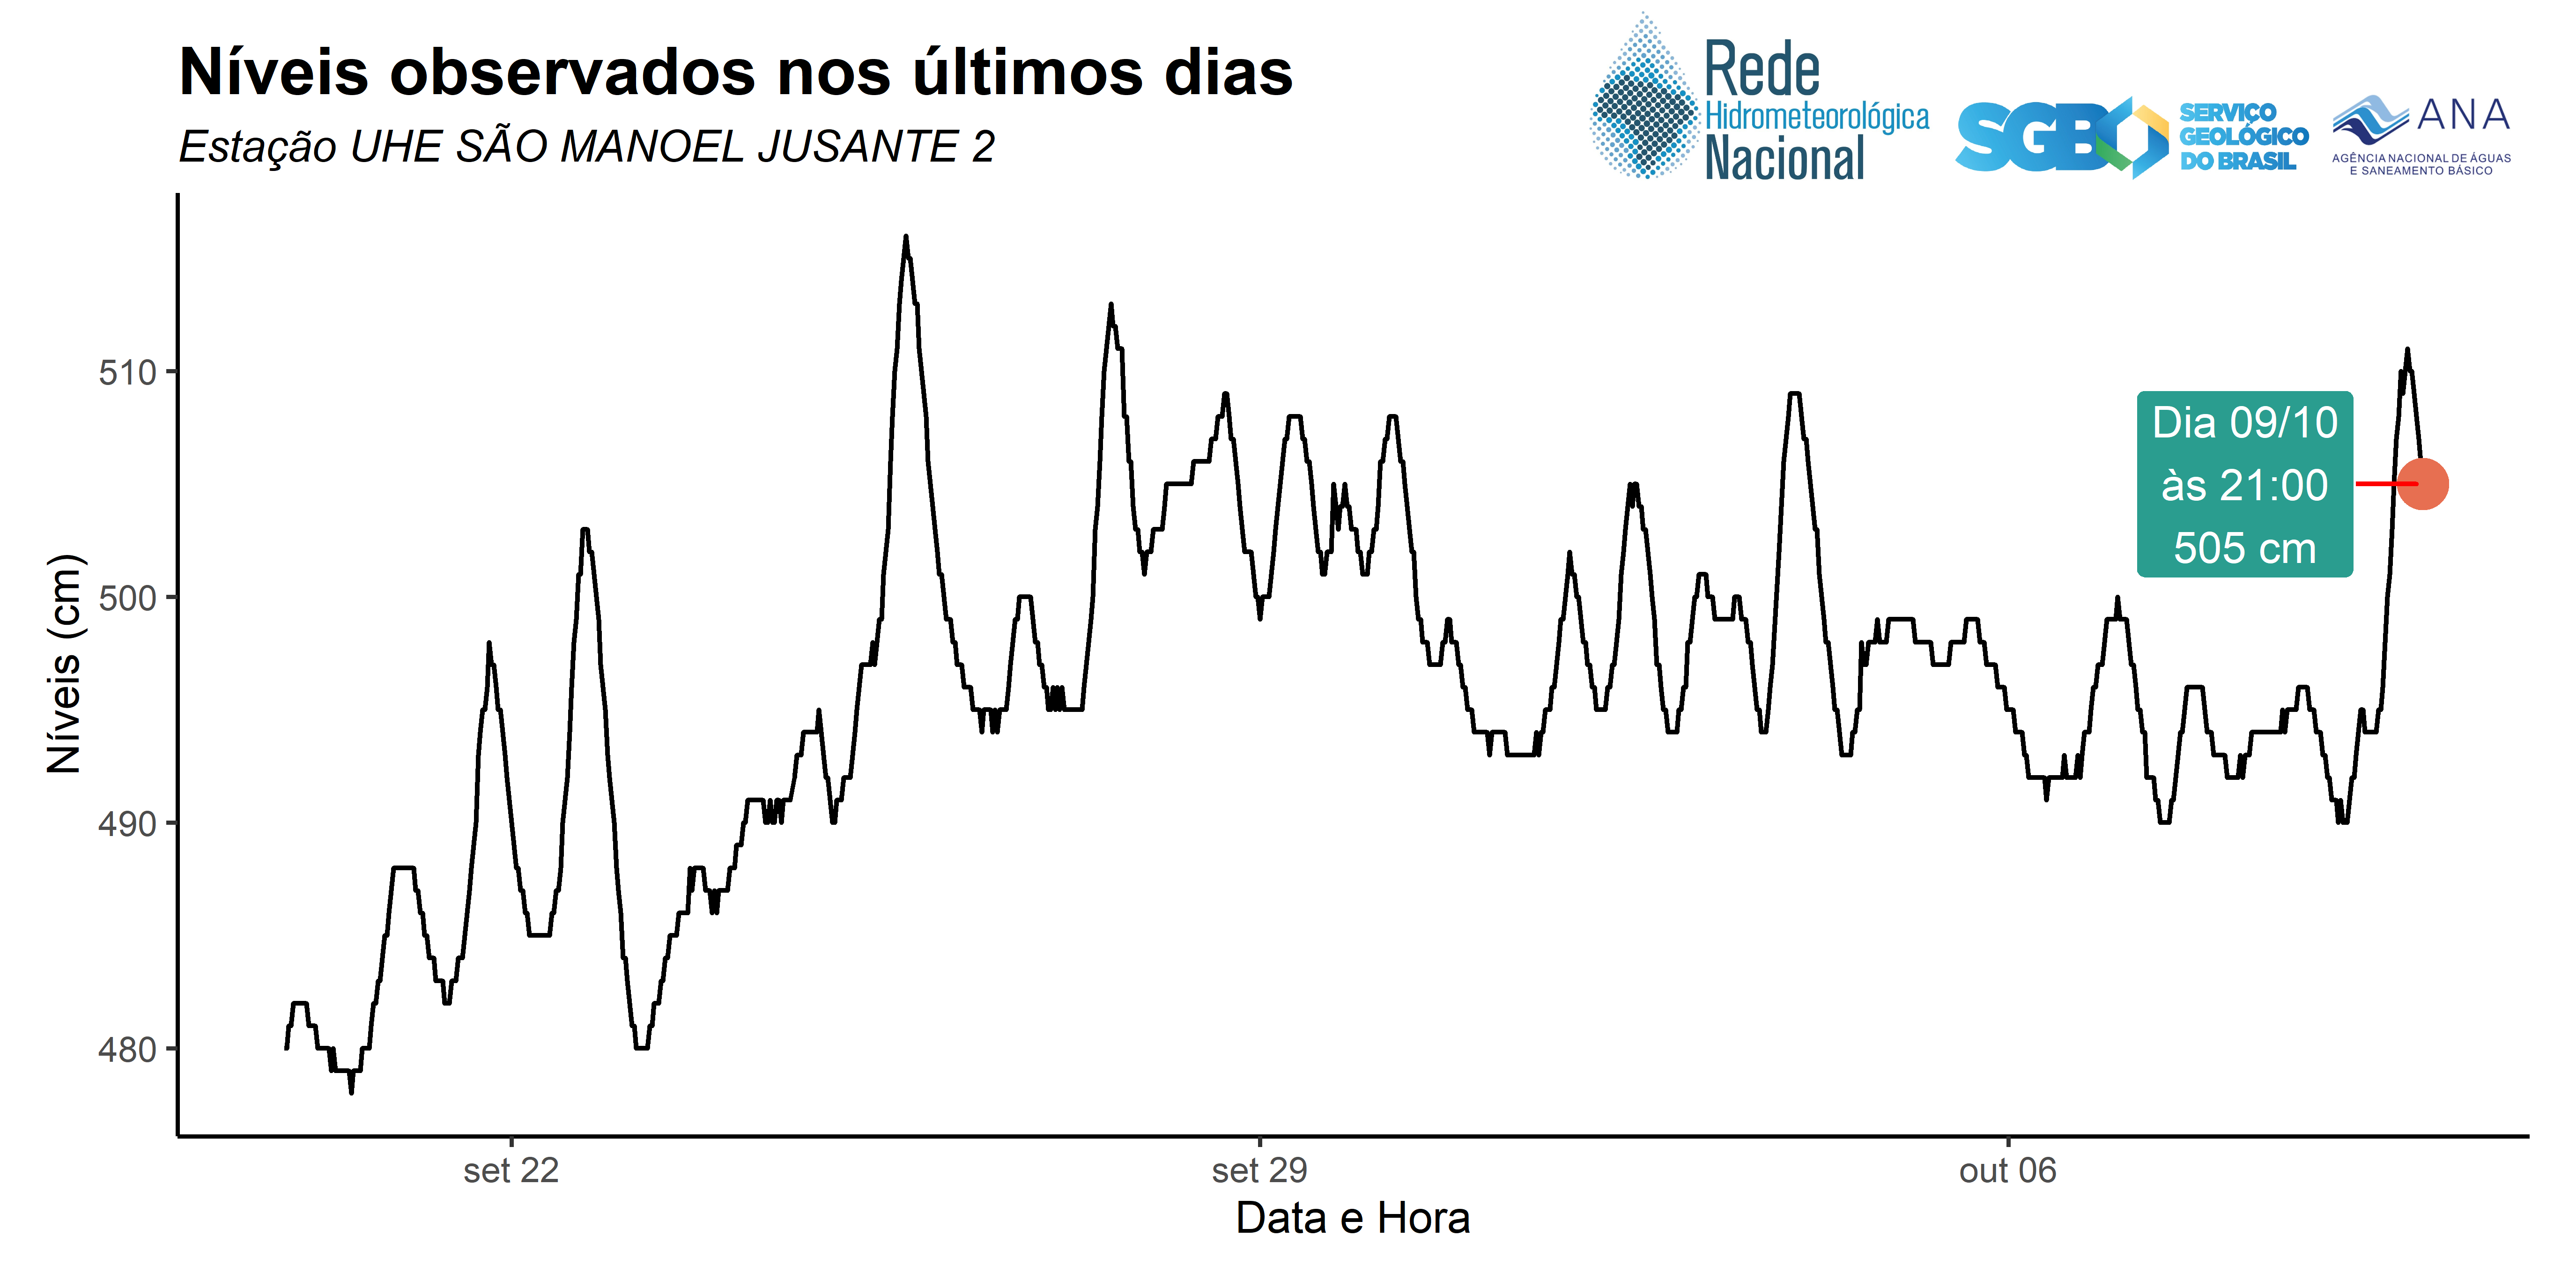 Níveis observados nos últimos dias
Estação UHE SÃO MANOEL JUSANTE 2
Rede
Hidrometeorológica
Nacional
SGB
SERVIÇO
GEOLÓGICO
DO BRASIL
ANA
AGÊNCIA NACIONAL DE ÁGUAS
E SANEAMENTO BÁSICO
Níveis (cm)
510
500
490
480
Dia 09/10
às 21:00
505 cm
set 22
set 29
out 06
Data e Hora